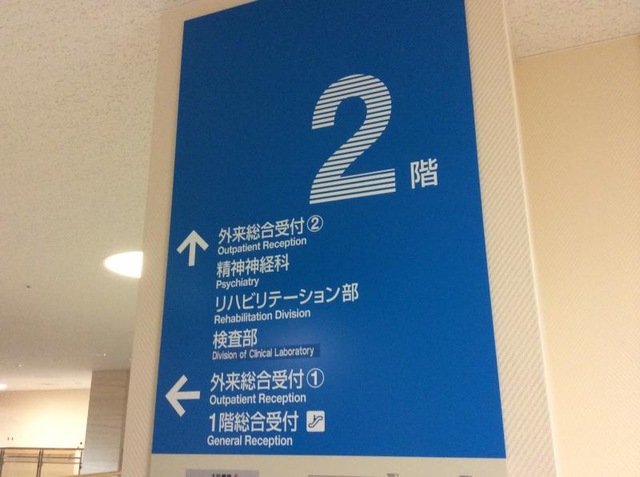 2階
外来総合受付②
Outpatient Reception
精神神経科
Psychiatry
リハビリテーション部
Rehabilitation Division
検査部
Division of Clinical Laboratory
外来総合受付①
Outpatient Reception
1階総合受付
General Reception